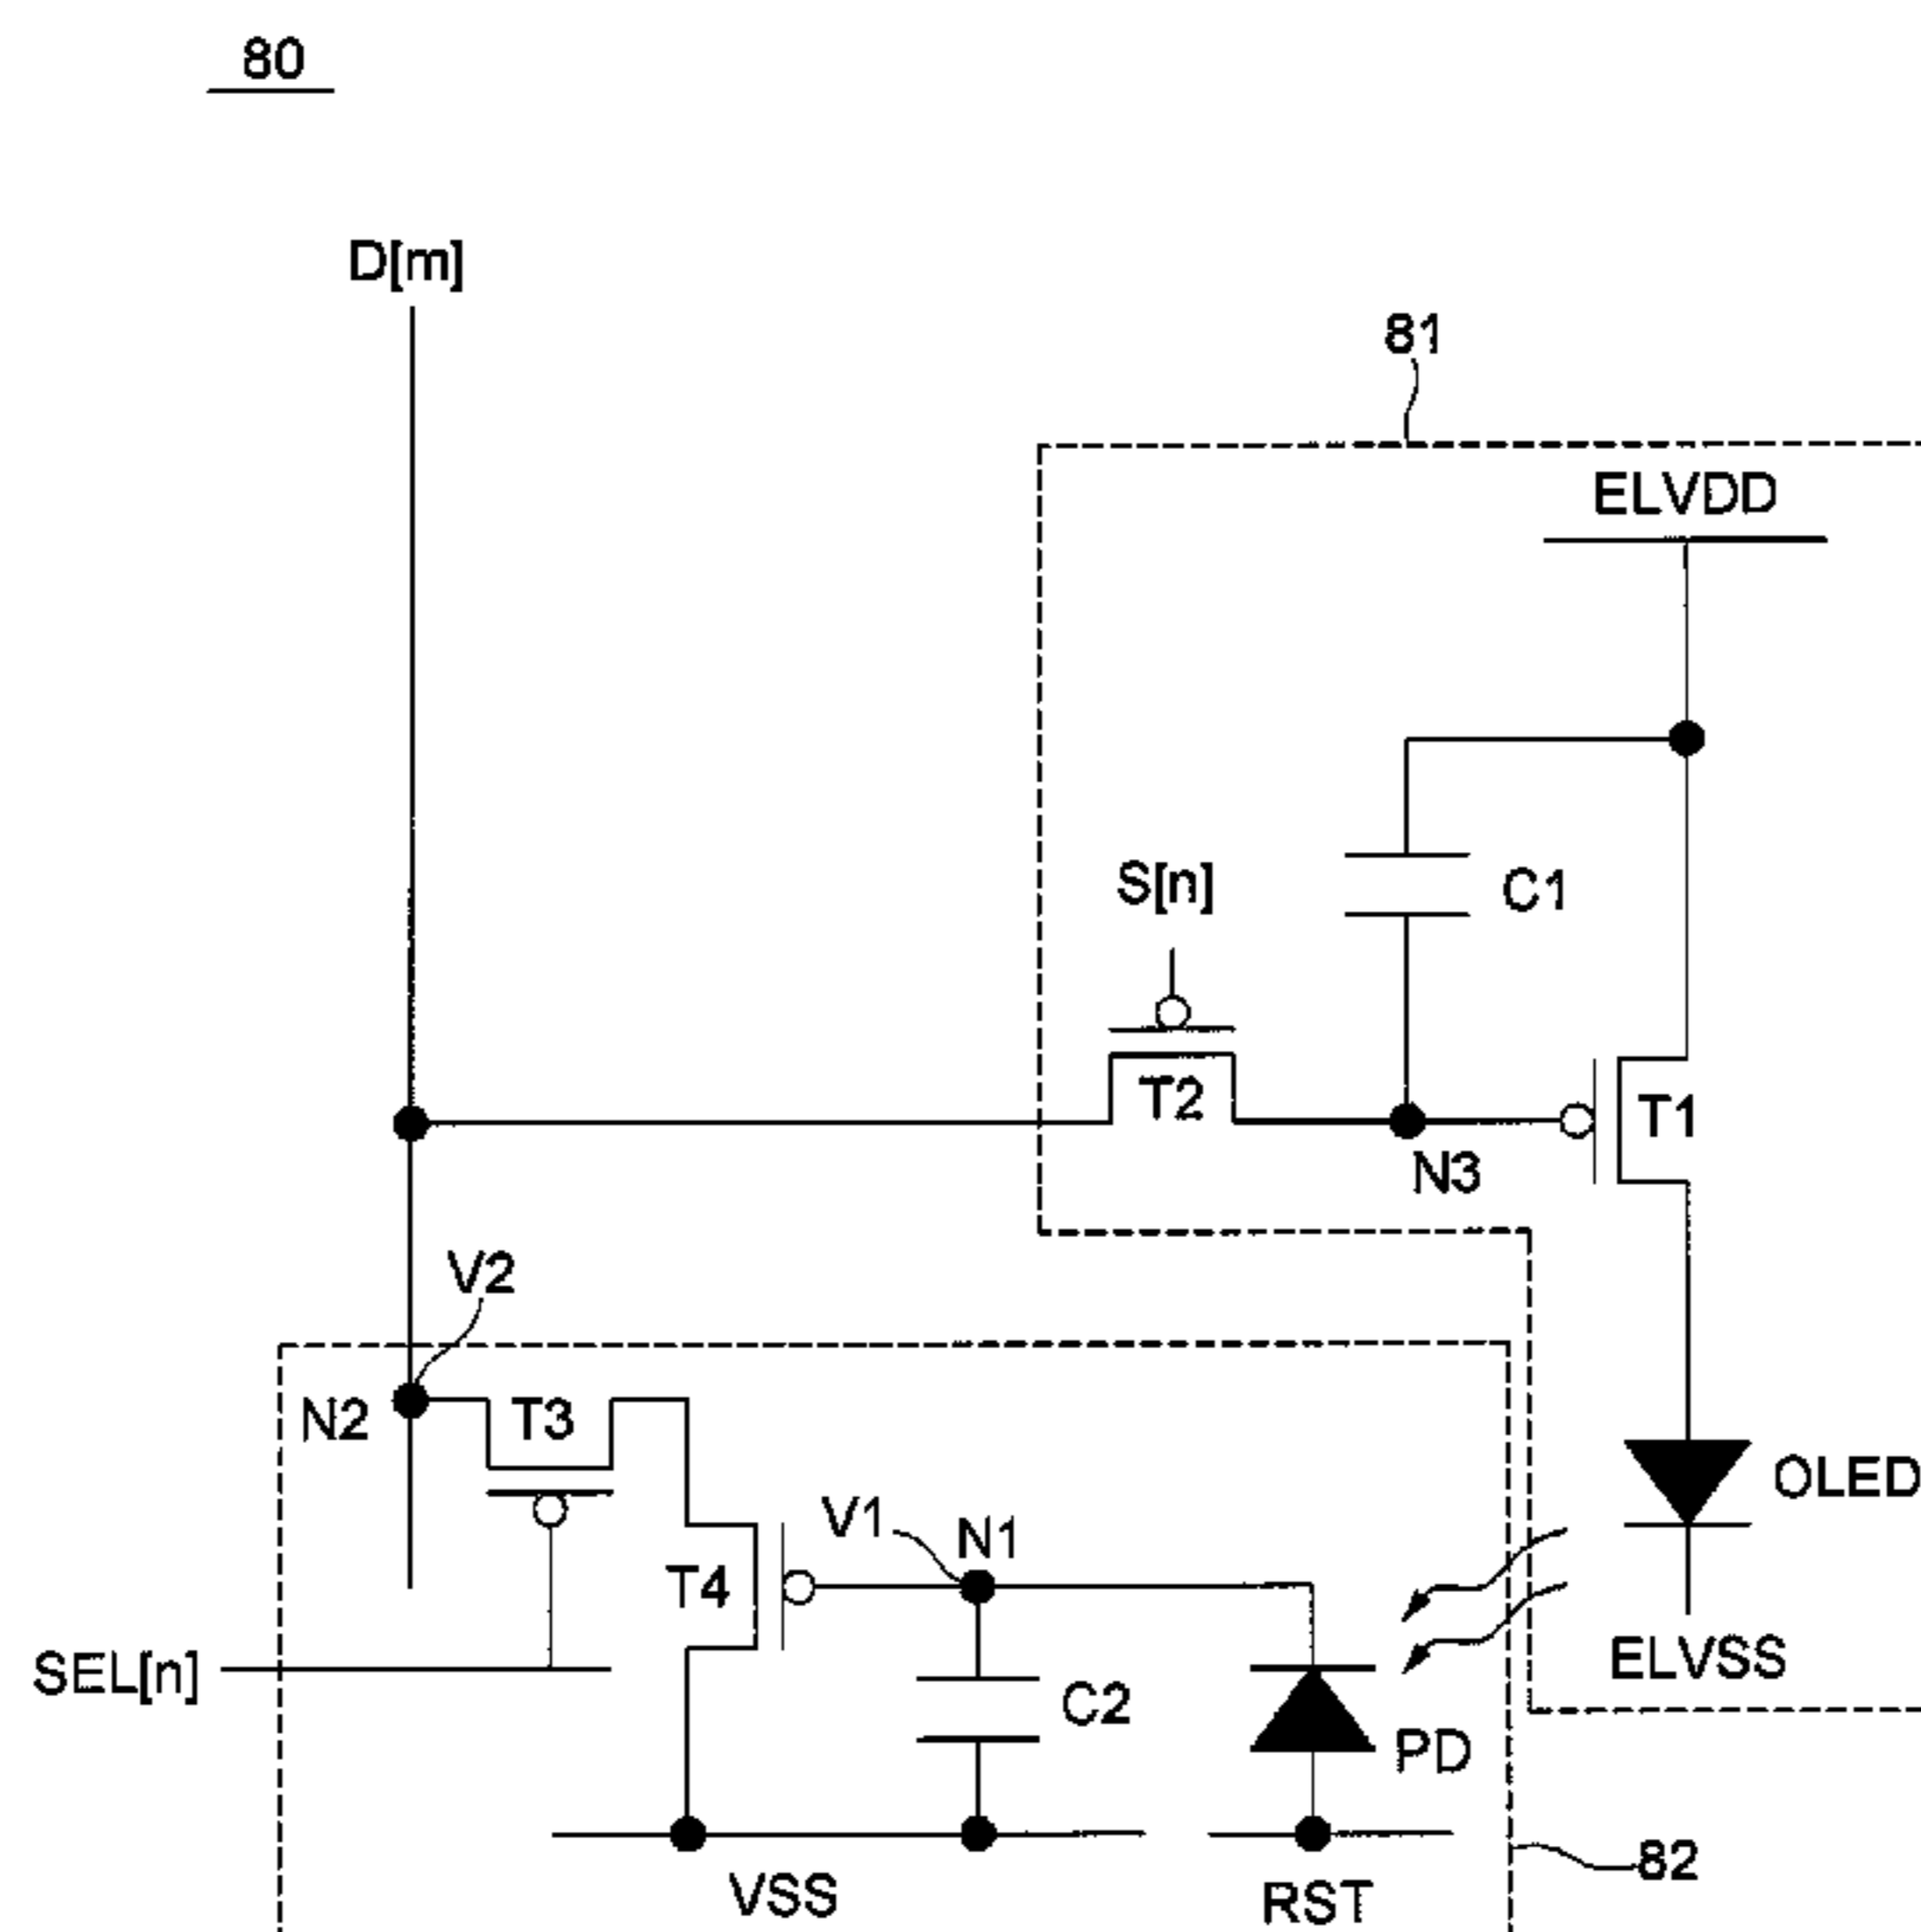 80
D[m]
81
ELVDD
S[n]
C1
T2
T1
N3
V2
N2
T3
OLED
V1
N1
T4
SEL[n]
C2
ELVSS
PD
82
VSS
RST